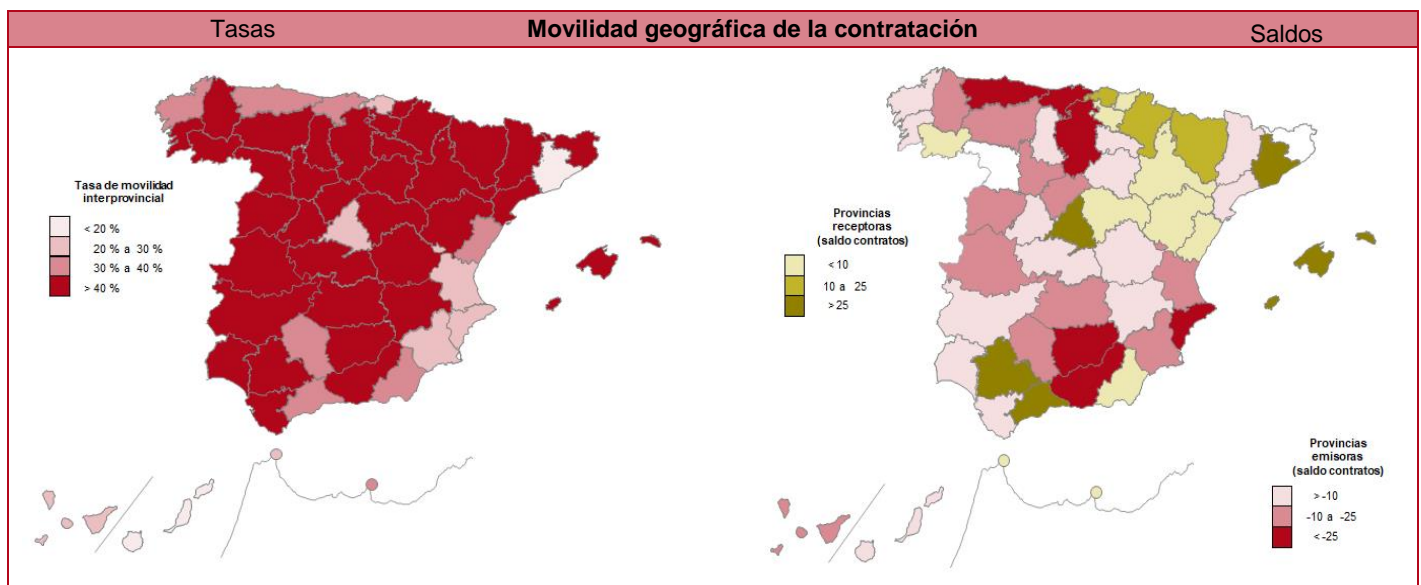 Tasas
Movilidad geográfica de la contratación
Saldos
Tasa de movilidad
interprovincial
< 20 %
20 % a 30 %
30 % a 40 %
> 40 %
Provincias
receptoras
(saldo contratos)
< 10
10 a 25
> 25
Provincias
emisoras
(saldo contratos)
> -10
-10 a -25
< -25